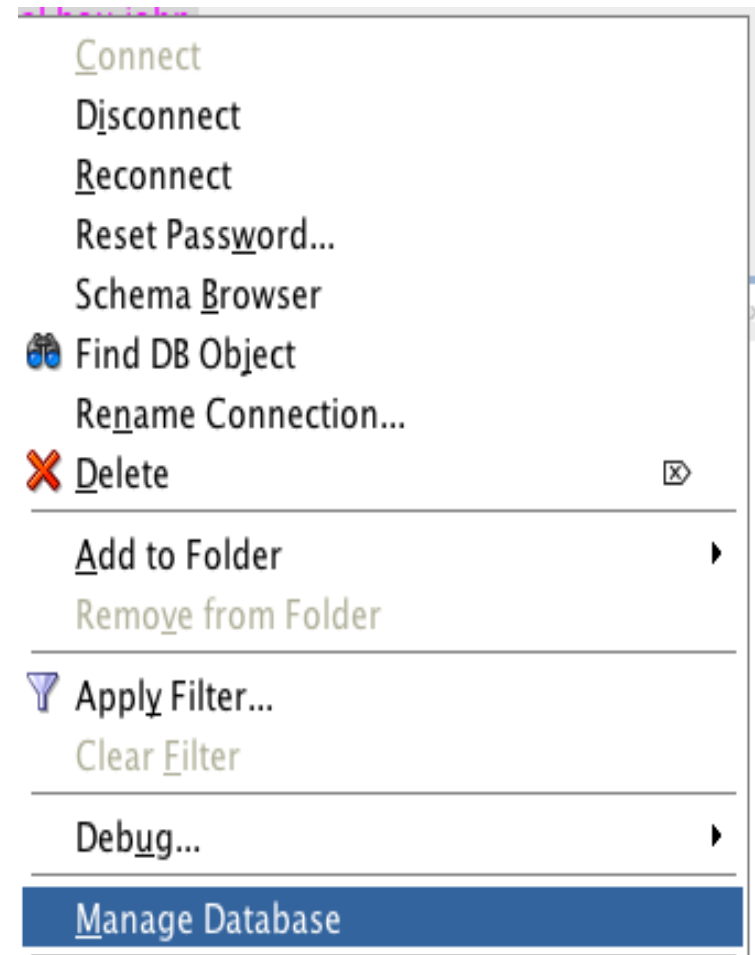 Connect
Disconnect
Reconnect
Reset Password...
Schema Browser
Find DB Object
Rename Connection...
Delete
Add to Folder
Remove from Folder
Apply Filter...
Clear Filter
Debug...
Manage Database